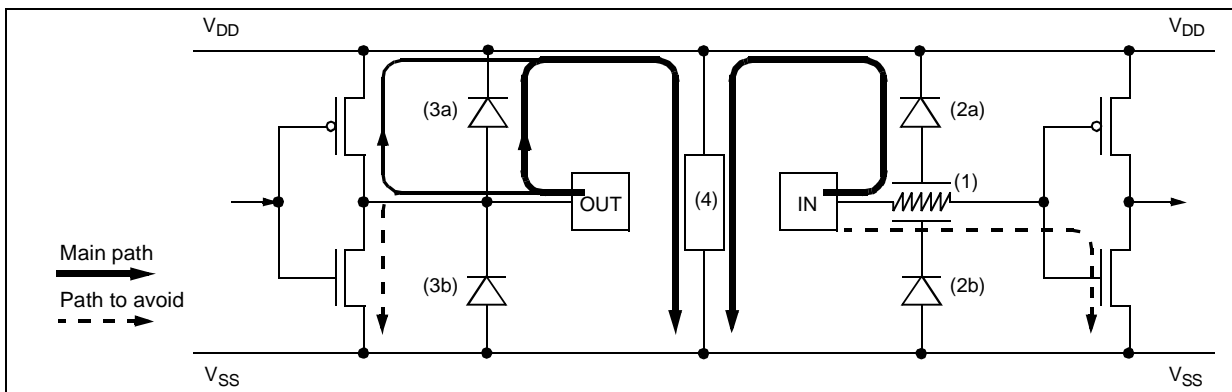 VDD
VDD
(3a)
(2a)
(1)
OUT
(4)
IN
Main path
(3b)
(2b)
Path to avoid
VSS
VSS